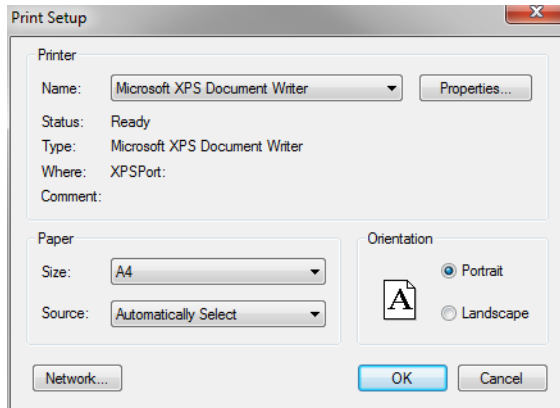 Print Setup
Printer
Name: Microsoft XPS Document Writer Properties...
Status: Ready
Type: Microsoft XPS Document Writer
Where: XPSPort:
Comment:
Paper
Size: A4
Source: Automatically Select
Orientation
A
Portrait
Landscape
Network... OK Cancel